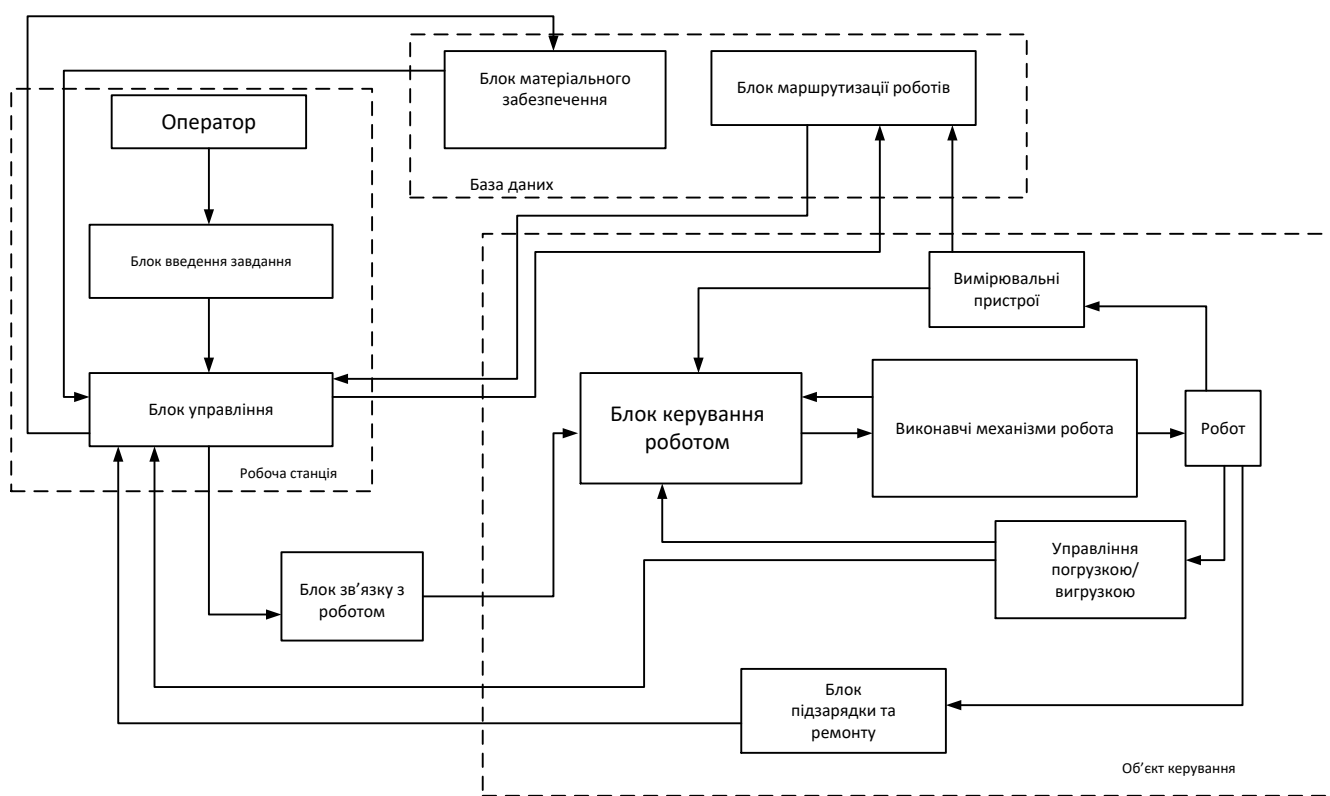 Блок матеріального
забезпечення
Блок маршрутизації роботів
База даних
Оператор
Блок введення завдання
Блок управління
Робоча станція
Вимірювальні
пристрої
Блок керування
роботом
Виконавчі механізми робота
Робот
Блок зв’язку з
роботом
Управління
погрузкою/
вигрузкою
Блок
підзарядки та
ремонту
Об’єкт керування